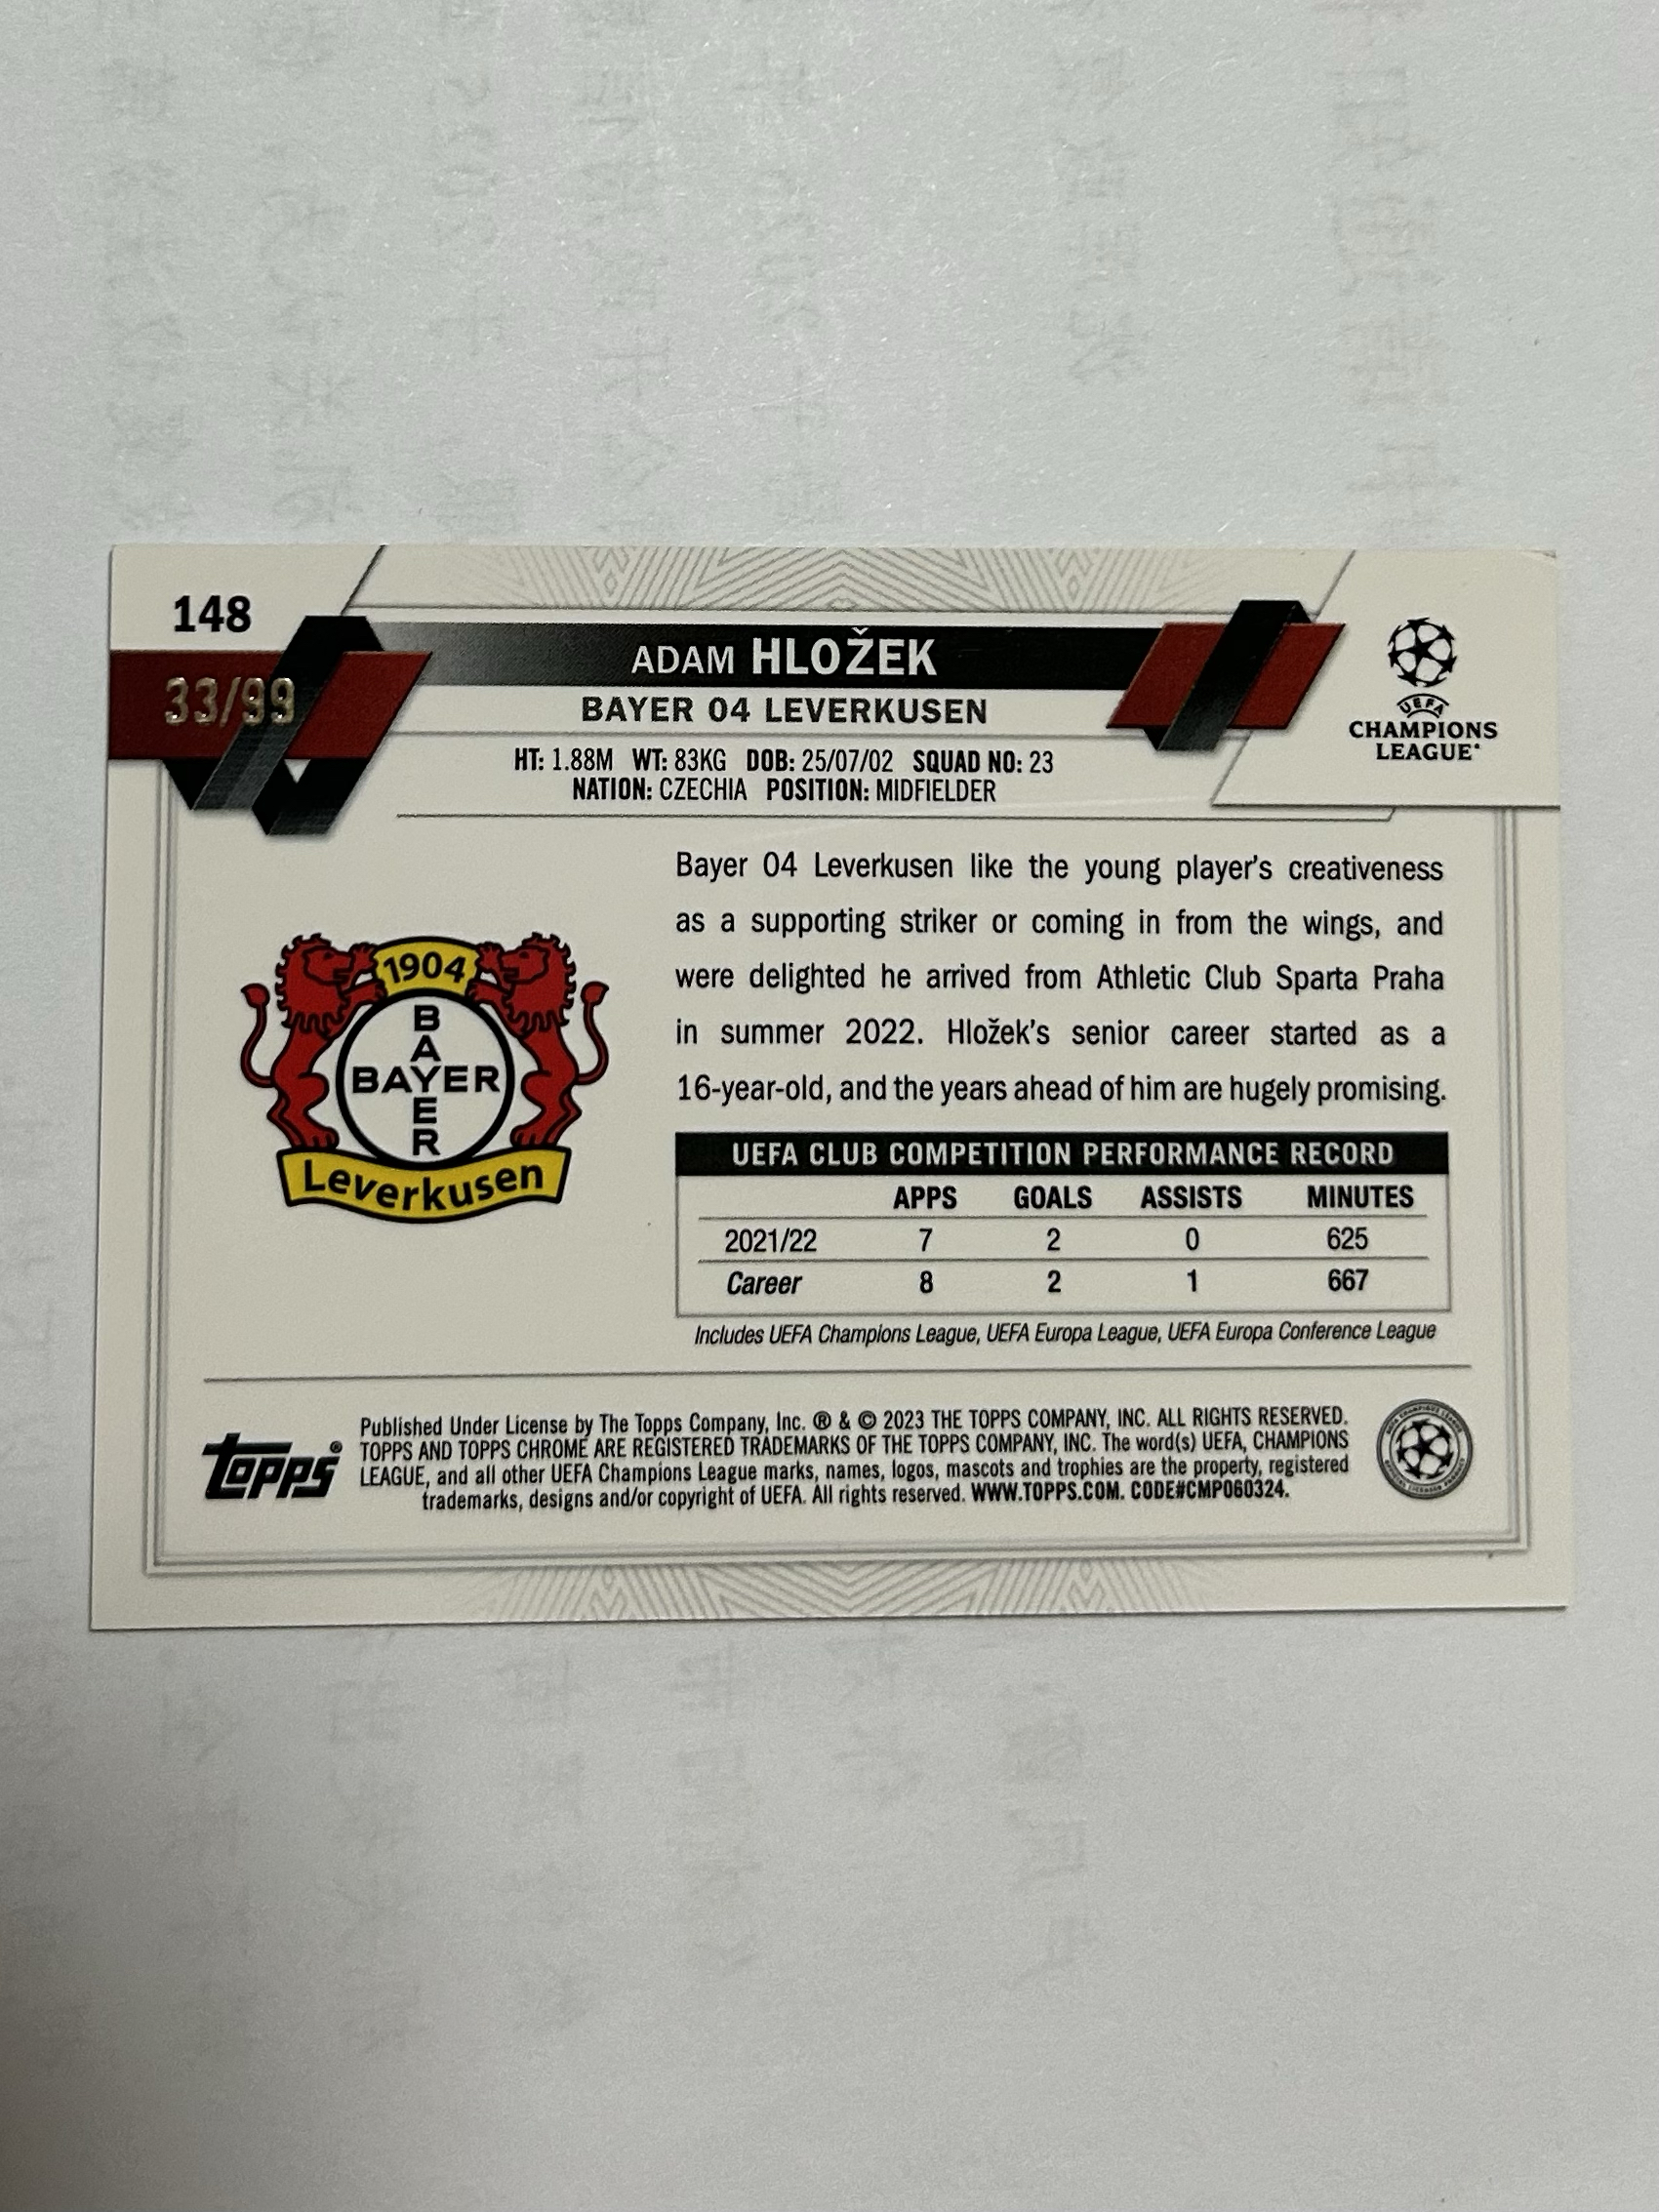 148
33/99
ADAM HLOŽEK
BAYER 04 LEVERKUSEN
HT: 1.88M WT: 83KG DOB: 25/07/02 SQUAD NO: 23
NATION: CZECHIA POSITION: MIDFIELDER
UEFA
CHAMPIONS
LEAGUE
Bayer 04 Leverkusen like the young player's creativeness
as a supporting striker or coming in from the wings, and
were delighted he arrived from Athletic Club Sparta Praha
in summer 2022. Hložek's senior career started as a
16-year-old, and the years ahead of him are hugely promising.
1904
BAYER
BAYER
Leverkusen
UEFA CLUB COMPETITION PERFORMANCE RECORD
APPS GOALS ASSISTS MINUTES
2021/22 7 2 0 625
Career 8 2 1 667
Includes UEFA Champions League, UEFA Europa League, UEFA Europa Conference League
topps®
Published Under License by The Topps Company, Inc. ® & © 2023 THE TOPPS COMPANY, INC. ALL RIGHTS RESERVED.
TOPPS AND TOPPS CHROME ARE REGISTERED TRADEMARKS OF THE TOPPS COMPANY, INC. The word(s) UEFA, CHAMPIONS
LEAGUE, and all other UEFA Champions League marks, names, logos, mascots and trophies are the property, registered
trademarks, designs and/or copyright of UEFA. All rights reserved. WWW.TOPPS.COM. CODE#CMP060324.